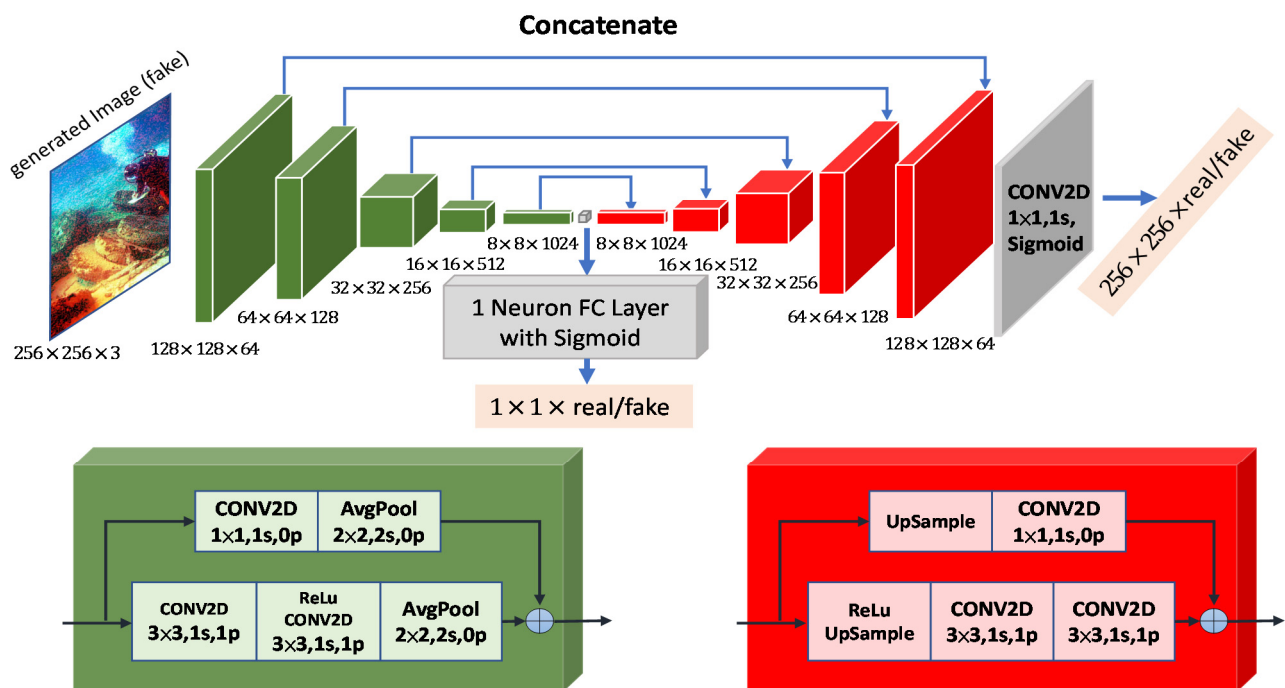 Concatenate
generated Image (fake)
256 × 256 × 3
128 × 128 × 64
64 × 64 × 128
32 × 32 × 256
16 × 16 × 512
8 × 8 × 1024
8 × 8 × 1024
16 × 16 × 512
32 × 32 × 256
64 × 64 × 128
128 × 128 × 64
CONV2D
1×1,1s,
Sigmoid
256 × 256 × real/fake
1 Neuron FC Layer
with Sigmoid
1 × 1 × real/fake
CONV2D
1×1,1s,0p
AvgPool
2×2,2s,0p
CONV2D
3×3,1s,1p
ReLu
CONV2D
3×3,1s,1p
AvgPool
2×2,2s,0p
UpSample
CONV2D
1×1,1s,0p
ReLu
UpSample
CONV2D
3×3,1s,1p
CONV2D
3×3,1s,1p